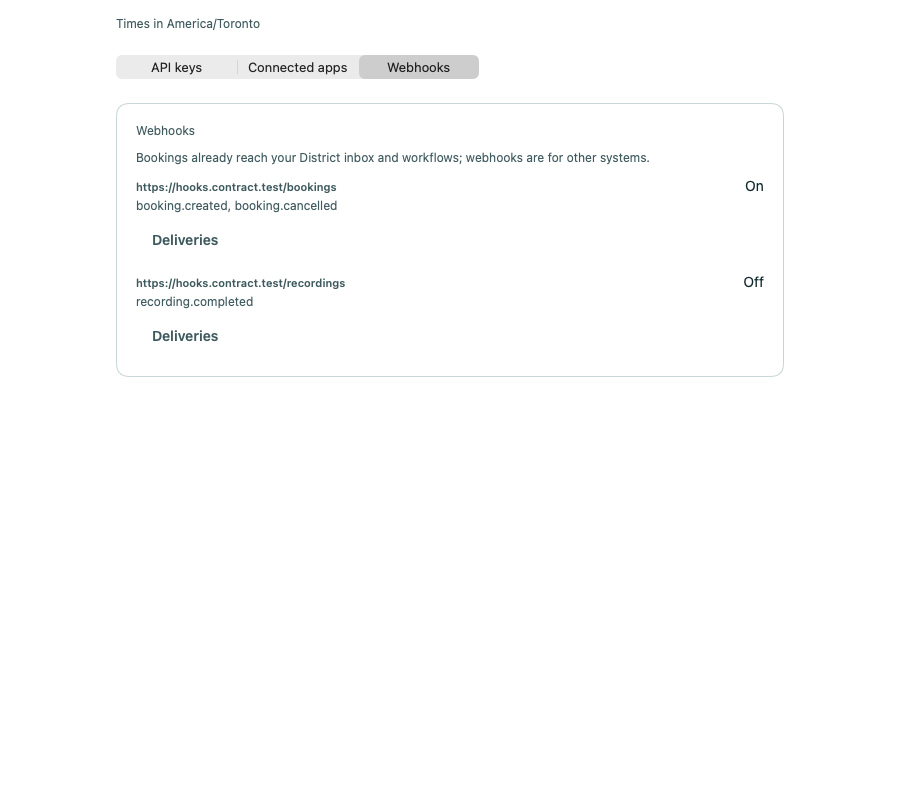 Times in America/Toronto
API keys
Connected apps
Webhooks
Webhooks
Bookings already reach your District inbox and workflows; webhooks are for other systems.
https://hooks.contract.test/bookings
On
booking.created, booking.cancelled
Deliveries
https://hooks.contract.test/recordings
Off
recording.completed
Deliveries